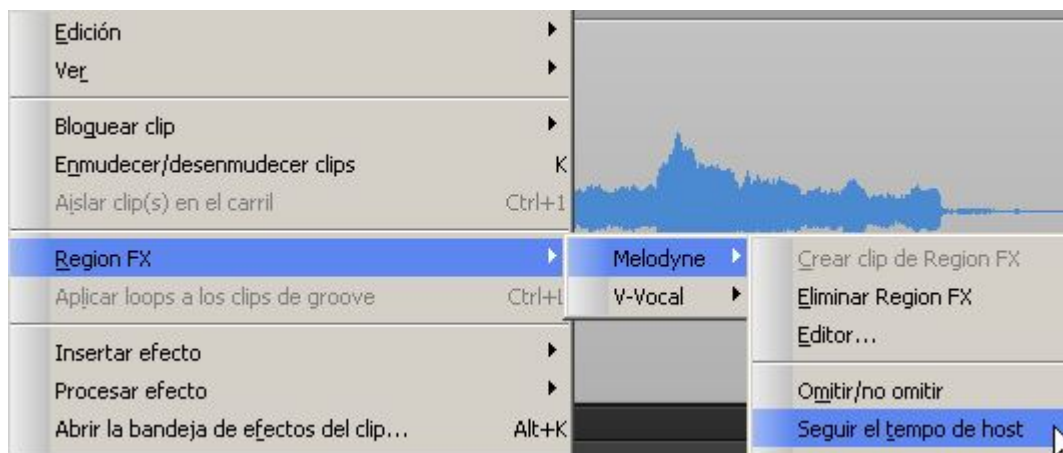 Edición
Ver
Bloquear clip
Enmudecer/desenmudecer clips K
Aislar clip(s) en el carril Ctrl+1
Region FX
Melodyne
Crear clip de Region FX
Aplicar loops a los clips de groove Ctrl+L
V-Vocal
Eliminar Region FX
Editor...
Insertar efecto
Procesar efecto
Omitir/no omitir
Abrir la bandeja de efectos del clip... Alt+K
Seguir el tempo de host